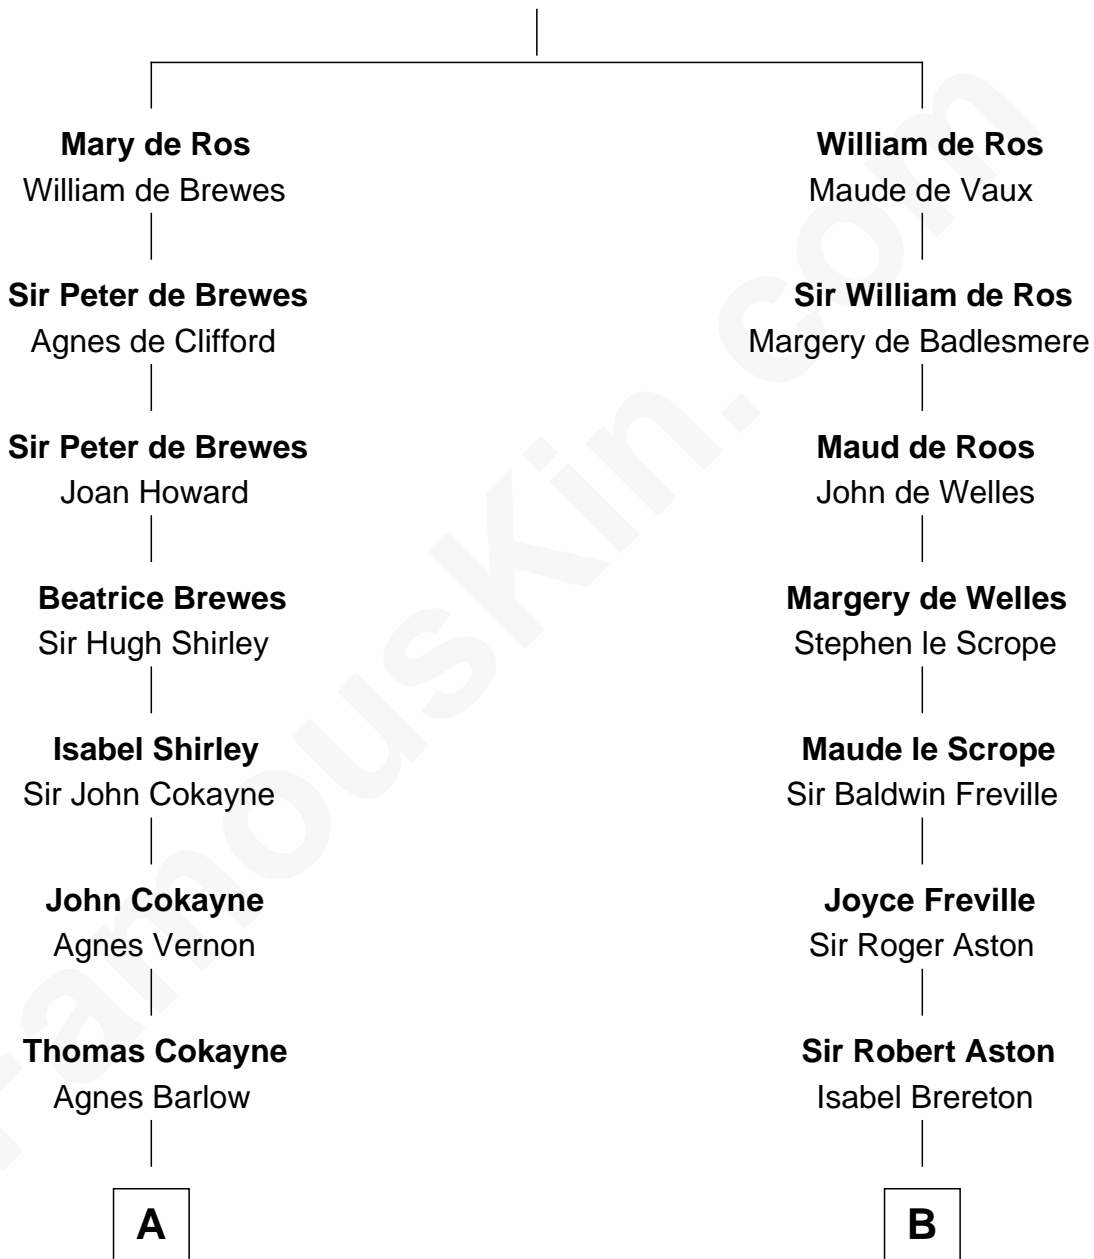 Mary de Ros
William de Brewes
Sir Peter de Brewes
Agnes de Clifford
Sir Peter de Brewes
Joan Howard
Beatrice Brewes
Sir Hugh Shirley
Isabel Shirley
Sir John Cokayne
John Cokayne
Agnes Vernon
Thomas Cokayne
Agnes Barlow
A
William de Ros
Maude de Vaux
Sir William de Ros
Margery de Badlesmere
Maud de Roos
John de Welles
Margery de Welles
Stephen le Scrope
Maude le Scrope
Sir Baldwin Freville
Joyce Freville
Sir Roger Aston
Sir Robert Aston
Isabel Brereton
B
FamousKin.com